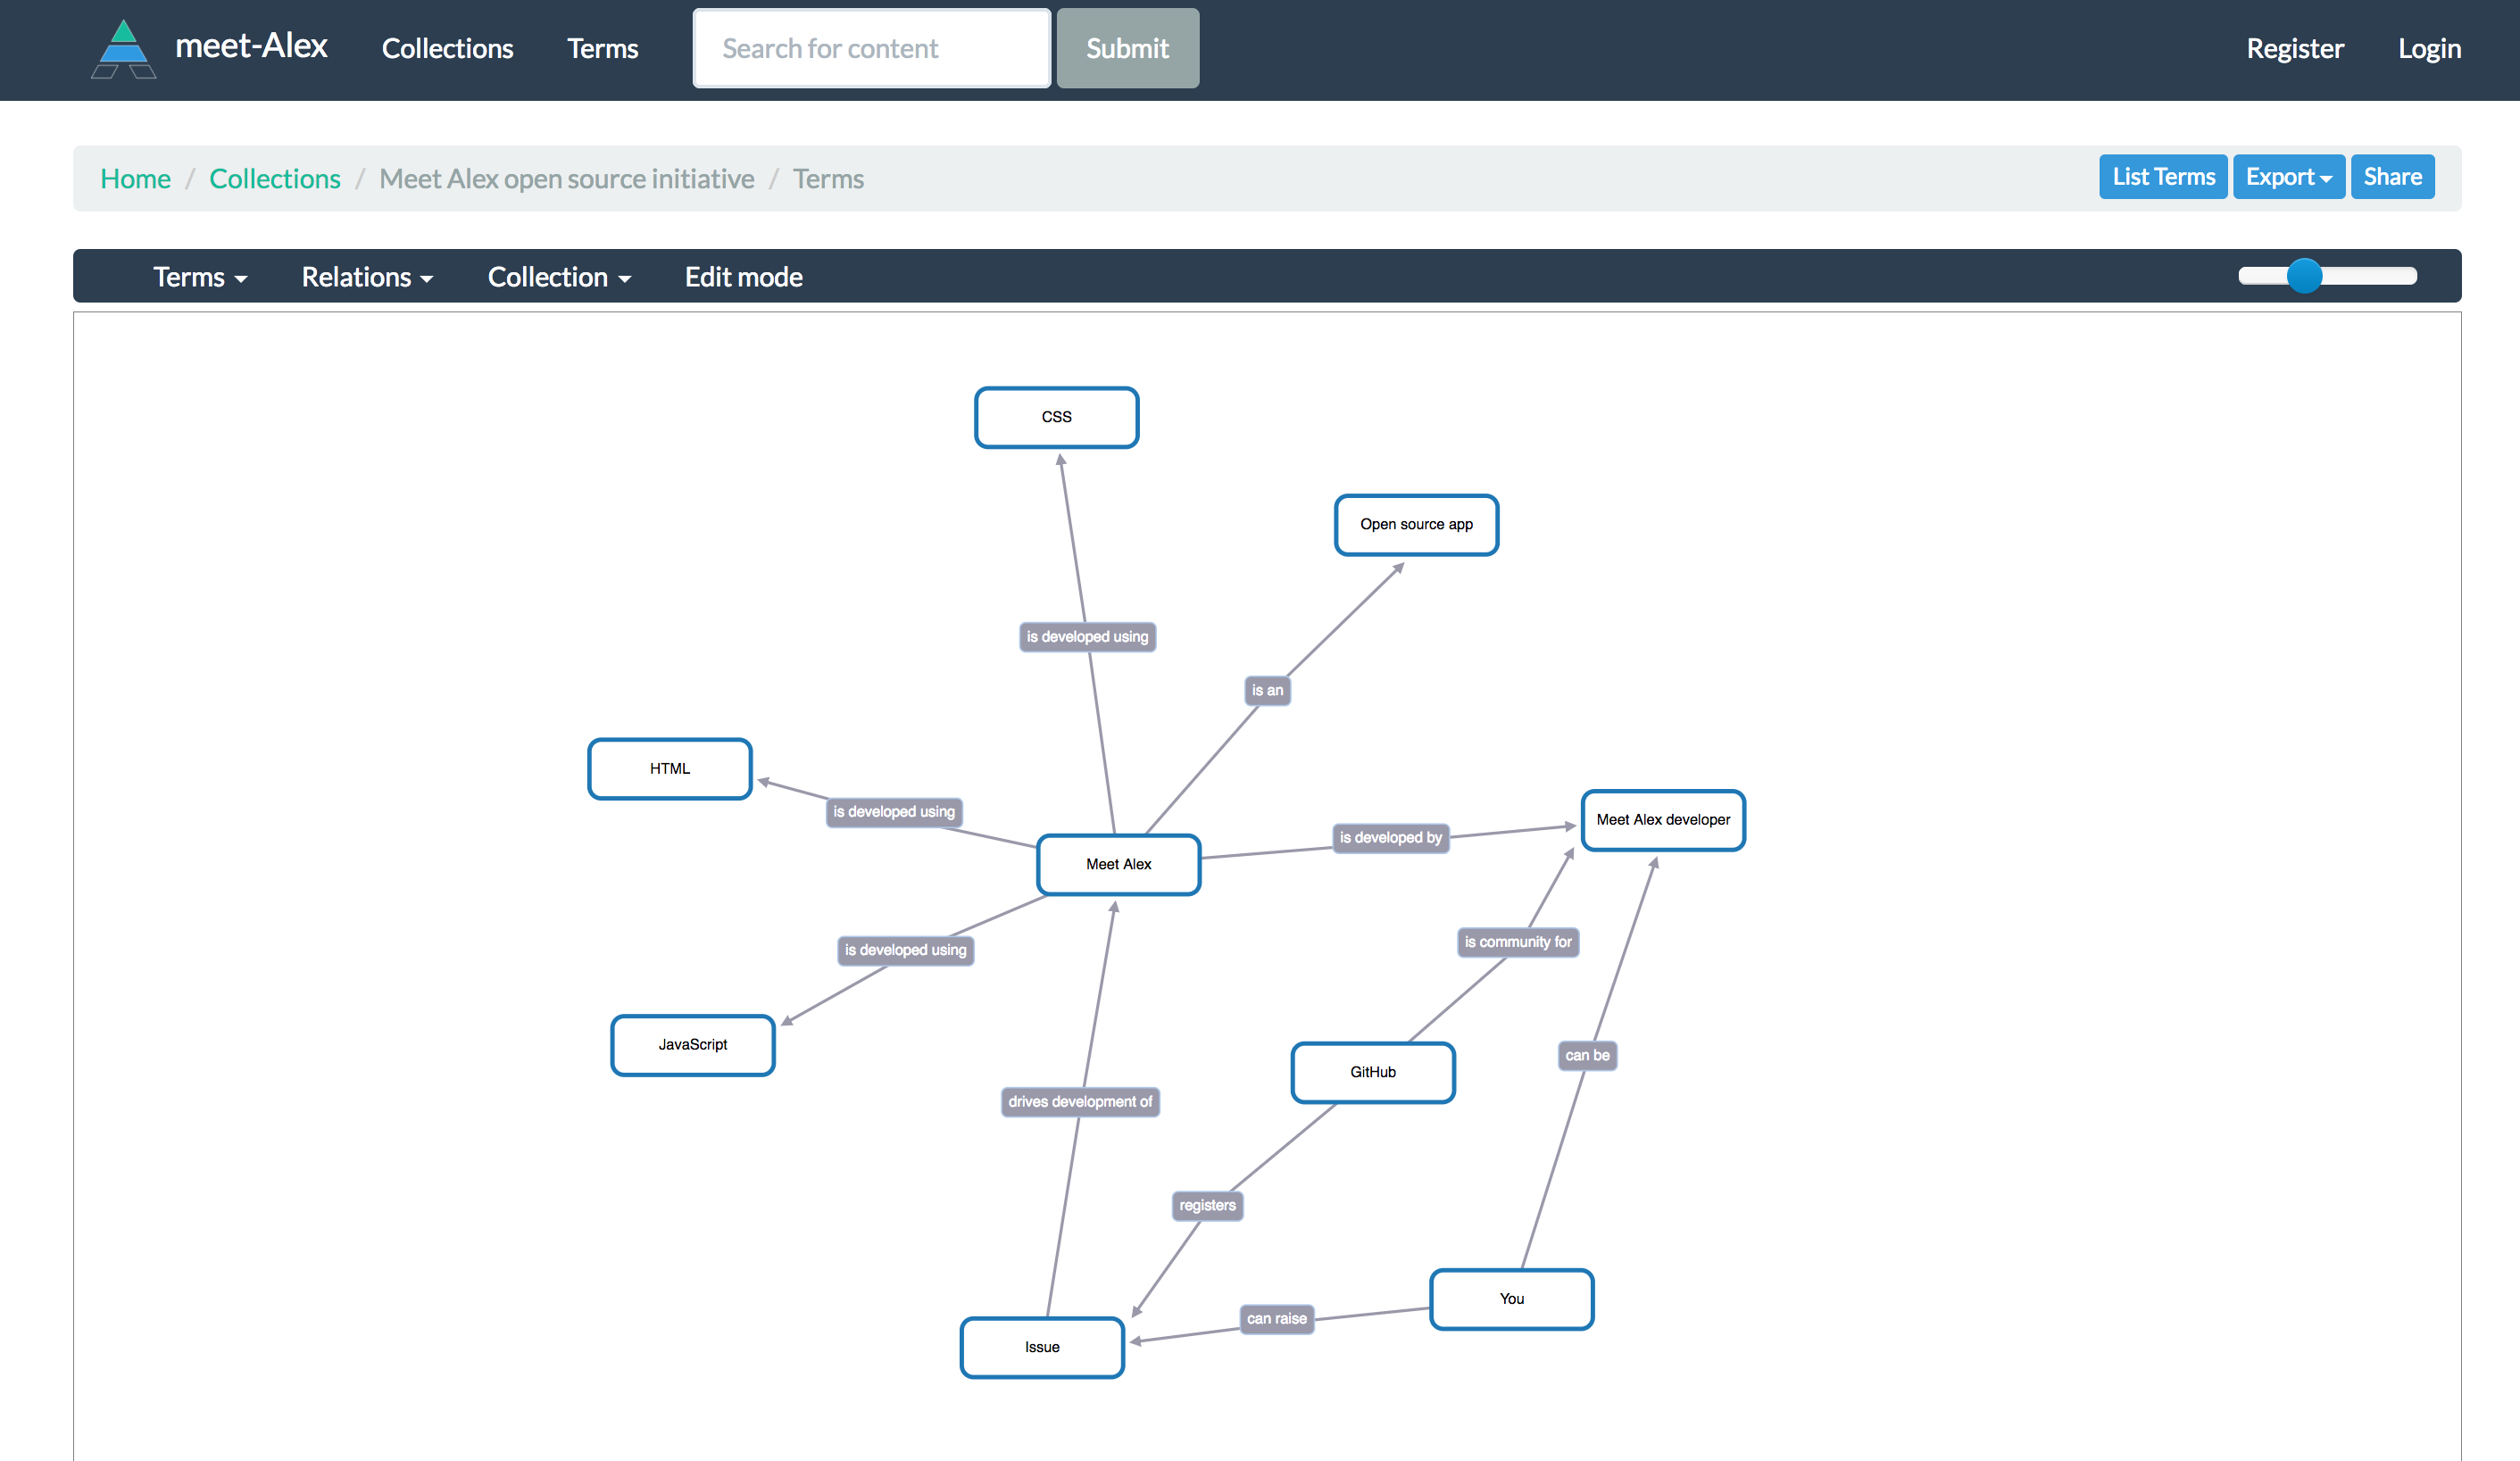 meet-Alex Collections Terms Search for content Submit Register Login
Home / Collections / Meet Alex open source initiative / Terms List Terms Export Share
Terms Relations Collection Edit mode
CSS
Open source app
is developed using
is an
HTML
is developed using
Meet Alex developer
is developed by
Meet Alex
is community for
is developed using
JavaScript
can be
GitHub
drives development of
registers
You
can raise
Issue